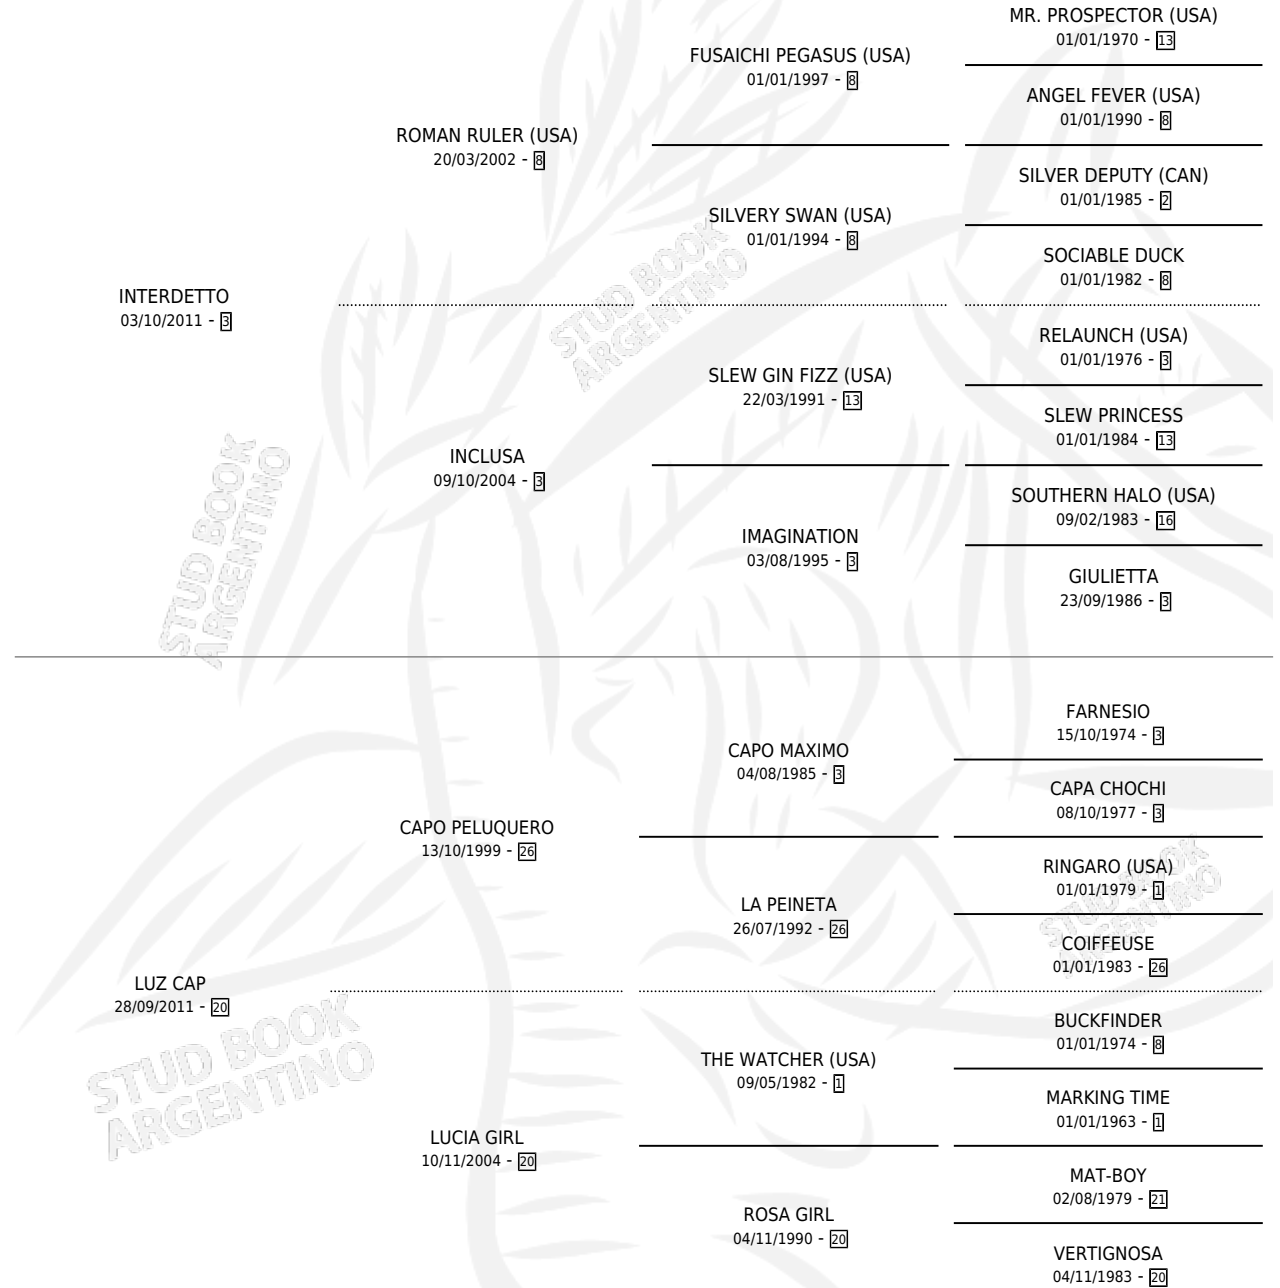 MR. PROSPECTOR (USA)
01/01/1970 - 13
FUSAICHI PEGASUS (USA)
01/01/1997 - 8
ANGEL FEVER (USA)
01/01/1990 - 8
ROMAN RULER (USA)
20/03/2002 - 8
SILVER DEPUTY (CAN)
01/01/1985 - 2
SILVERY SWAN (USA)
01/01/1994 - 8
SOCIABLE DUCK
01/01/1982 - 8
INTERDETTO
03/10/2011 - 3
STUD BOOK
ARGENTINO
RELAUNCH (USA)
01/01/1976 - 3
SLEW GIN FIZZ (USA)
22/03/1991 - 13
SLEW PRINCESS
01/01/1984 - 13
INCLUSA
09/10/2004 - 3
SOUTHERN HALO (USA)
09/02/1983 - 16
IMAGINATION
03/08/1995 - 3
GIULIETTA
23/09/1986 - 3
STUD BOOK
ARGENTINO
FARNESIO
15/10/1974 - 3
CAPO MAXIMO
04/08/1985 - 3
CAPA CHOCHI
08/10/1977 - 3
CAPO PELUQUERO
13/10/1999 - 26
RINGARO (USA)
01/01/1979 - 1
LA PEINETA
26/07/1992 - 26
COIFFEUSE
01/01/1983 - 26
STUD BOOK
ARGENTINO
LUZ CAP
28/09/2011 - 20
BUCKFINDER
01/01/1974 - 8
THE WATCHER (USA)
09/05/1982 - 1
MARKING TIME
01/01/1963 - 1
STUD BOOK
ARGENTINO
LUCIA GIRL
10/11/2004 - 20
MAT-BOY
02/08/1979 - 21
ROSA GIRL
04/11/1990 - 20
VERTIGNOSA
04/11/1983 - 20